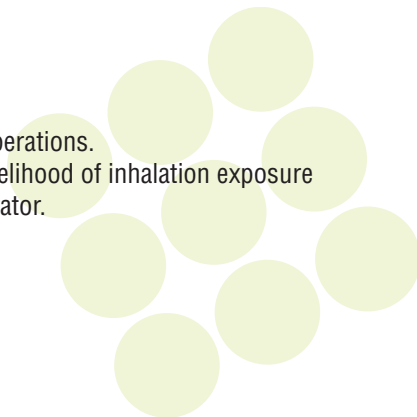 perations.
elihood of inhalation exposure
ator.